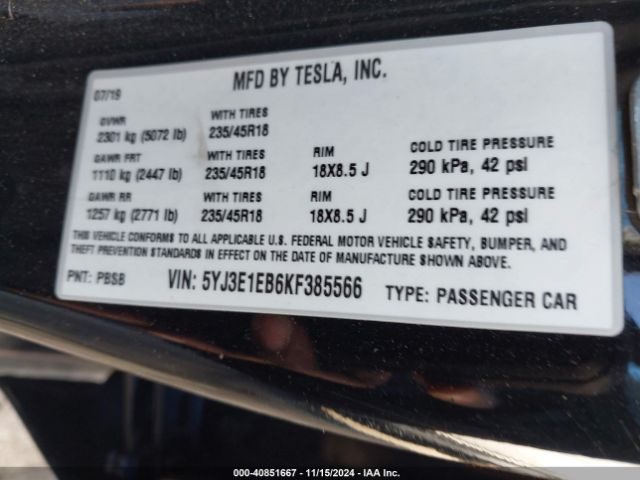 MFD BY TESLA, INC.
07/19
GVWR WITH TIRES
2301 kg (5072 lb) 235/45R18
GAWR FRT WITH TIRES RIM COLD TIRE PRESSURE
1110 kg (2447 lb) 235/45R18 18X8.5 J 290 kPa, 42 psi
GAWR RR WITH TIRES RIM COLD TIRE PRESSURE
1257 kg (2771 lb) 235/45R18 18X8.5 J 290 kPa, 42 psi
THIS VEHICLE CONFORMS TO ALL APPLICABLE U.S. FEDERAL MOTOR VEHICLE SAFETY, BUMPER, AND
THEFT PREVENTION STANDARDS IN EFFECT ON THE DATE OF MANUFACTURE SHOWN ABOVE.
PNT: PBSB VIN: 5YJ3E1EB6KF385566 TYPE: PASSENGER CAR
000-40851667 - 11/15/2024 - IAA Inc.